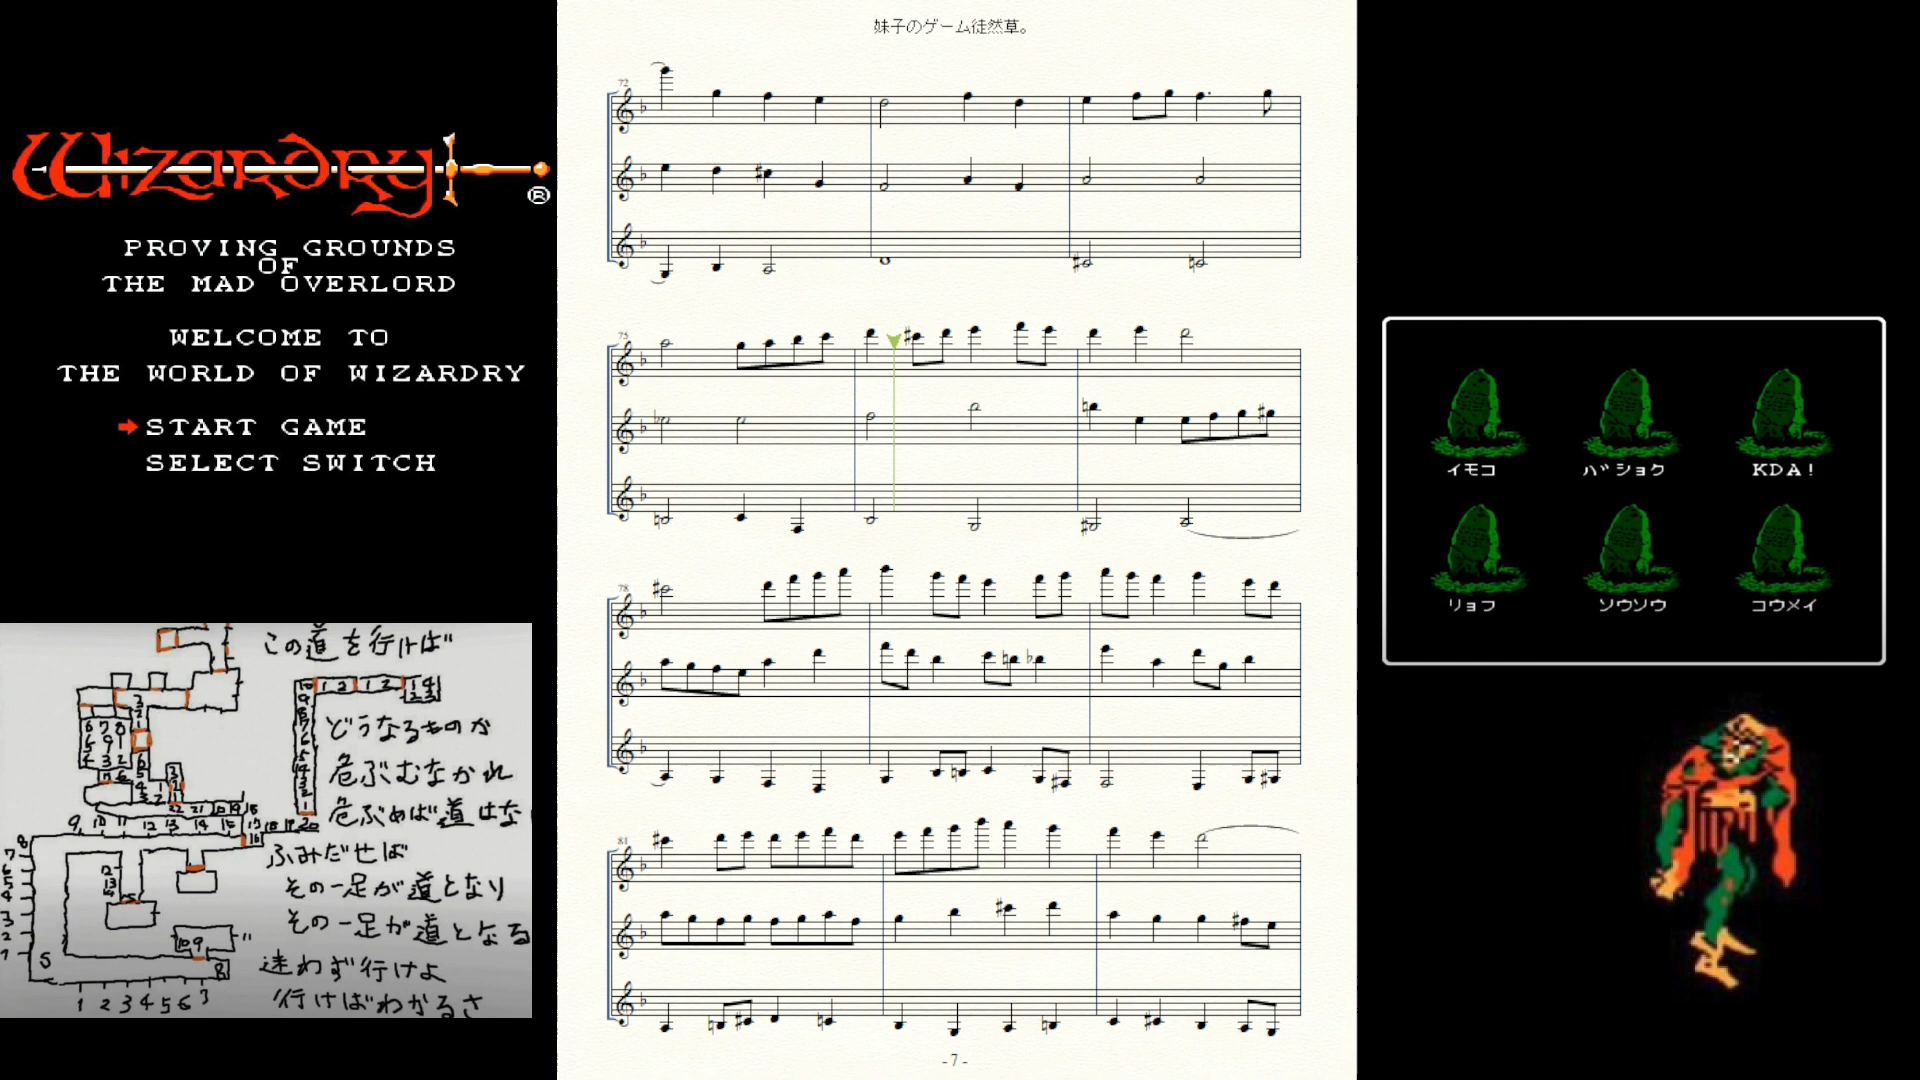 妹子のゲーム徒然草。
Wizardry
®
PROVING GROUNDS
OF
THE MAD OVERLORD
WELCOME TO
THE WORLD OF WIZARDRY
START GAME
SELECT SWITCH
この道を行けば
どうなるものか
危ぶむなかれ
危ぶめば道はな
ふみだせば
その一足が道となり
その一足が道となる
迷わず行けよ
行けばわかるさ
72
75
78
81
- 7 -
イモコ
バショク
KDA!
リョフ
ソウソウ
コウメイ